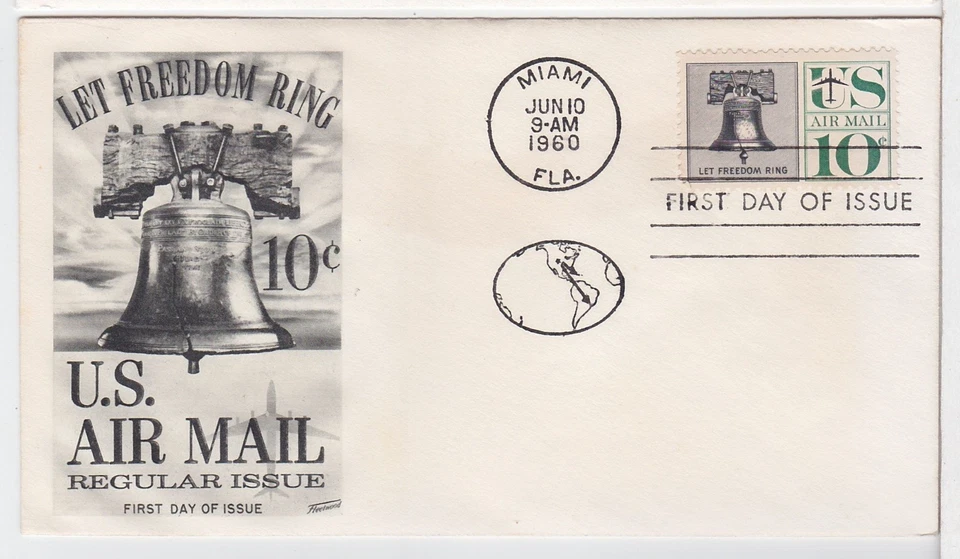 LET FREEDOM RING
10¢
U.S.
AIR MAIL
REGULAR ISSUE
FIRST DAY OF ISSUE
Fleetwood
MIAMI
JUN 10
9-AM
1960
FLA.
LET FREEDOM RING
US
AIR MAIL
10¢
FIRST DAY OF ISSUE